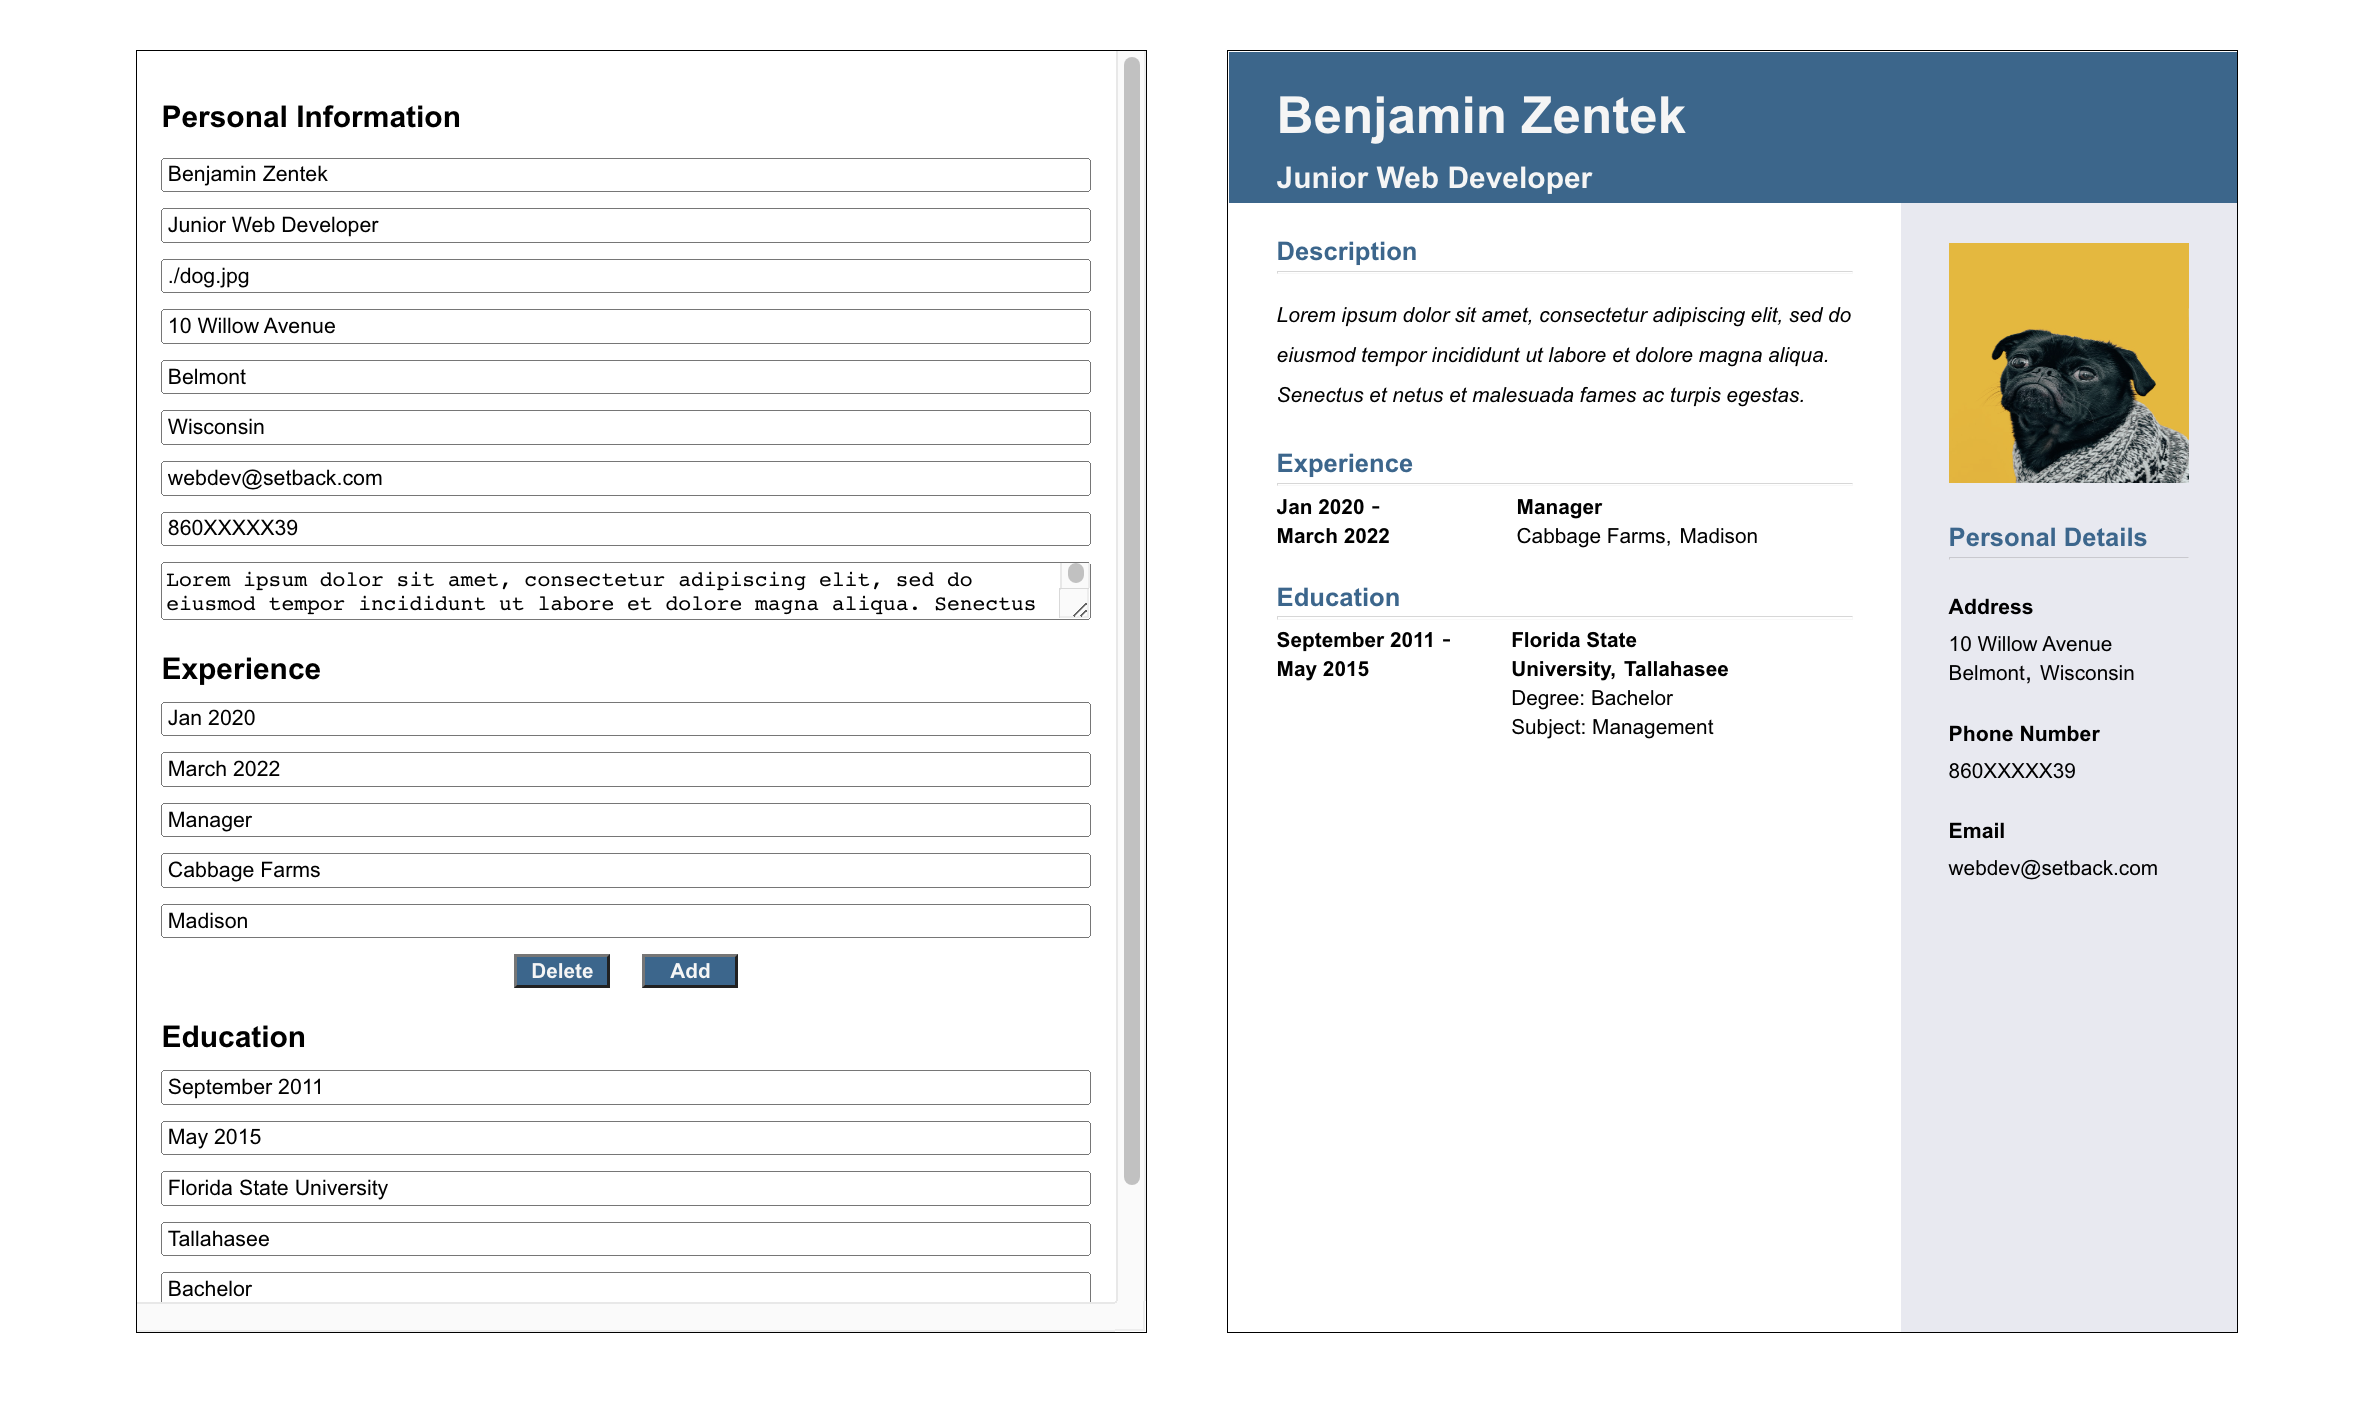 Personal Information
Benjamin Zentek
Junior Web Developer
./dog.jpg
10 Willow Avenue
Belmont
Wisconsin
webdev@setback.com
860XXXXX39
Lorem ipsum dolor sit amet, consectetur adipiscing elit, sed do
eiusmod tempor incididunt ut labore et dolore magna aliqua. Senectus
Experience
Jan 2020
March 2022
Manager
Cabbage Farms
Madison
Delete Add
Education
September 2011
May 2015
Florida State University
Tallahasee
Bachelor
Benjamin Zentek
Junior Web Developer
Description
Lorem ipsum dolor sit amet, consectetur adipiscing elit, sed do
eiusmod tempor incididunt ut labore et dolore magna aliqua.
Senectus et netus et malesuada fames ac turpis egestas.
Experience
Jan 2020 -
March 2022
Manager
Cabbage Farms, Madison
Education
September 2011 -
May 2015
Florida State
University, Tallahasee
Degree: Bachelor
Subject: Management
Personal Details
Address
10 Willow Avenue
Belmont, Wisconsin
Phone Number
860XXXXX39
Email
webdev@setback.com